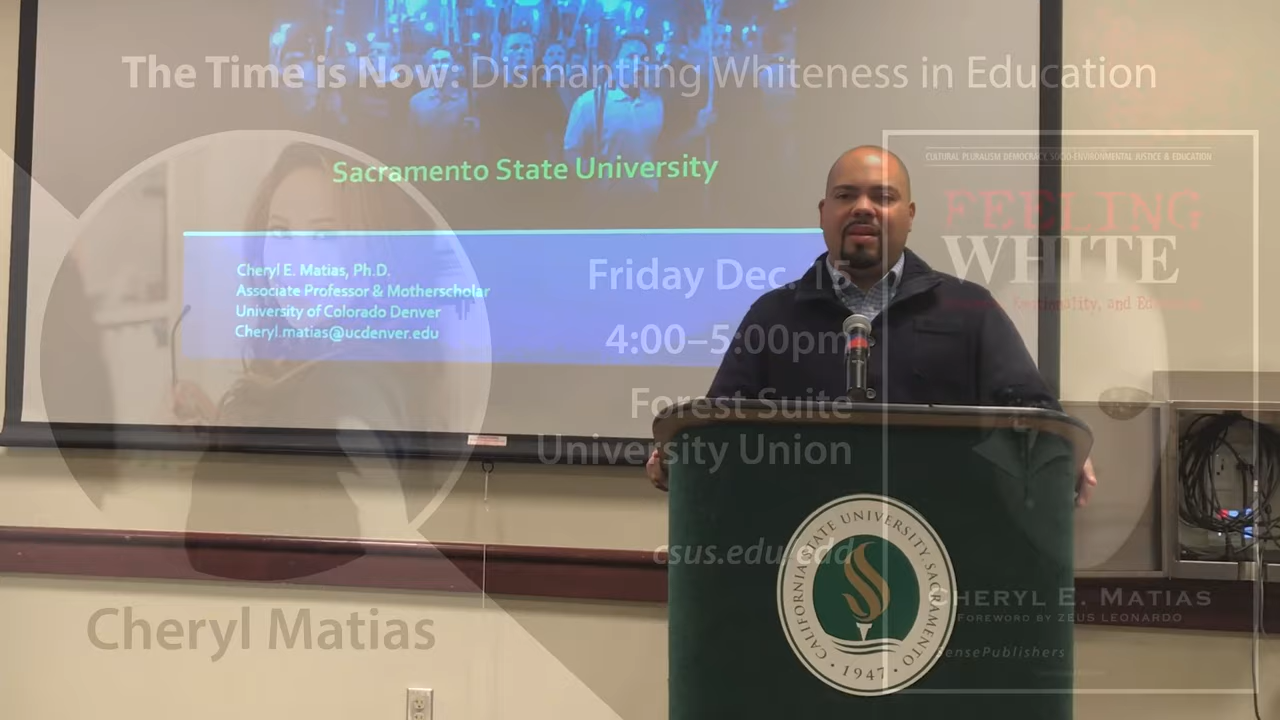 The Time is Now: Dismantling Whiteness in Education
Sacramento State University
Cheryl E. Matias, Ph.D.
Associate Professor & Motherscholar
University of Colorado Denver
Cheryl.matias@ucdenver.edu
Friday Dec. 15
4:00–5:00pm
Forest Suite
University Union
csus.edu/edd
Cheryl Matias
CULTURAL PLURALISM DEMOCRACY, SOCIO-ENVIRONMENTAL JUSTICE & EDUCATION
FEELING
WHITE
Emotionality, and
CHERYL E. MATIAS
FOREWORD BY ZEUS LEONARDO
SensePublishers
CALIFORNIA STATE UNIVERSITY, SACRAMENTO
• 1947 •